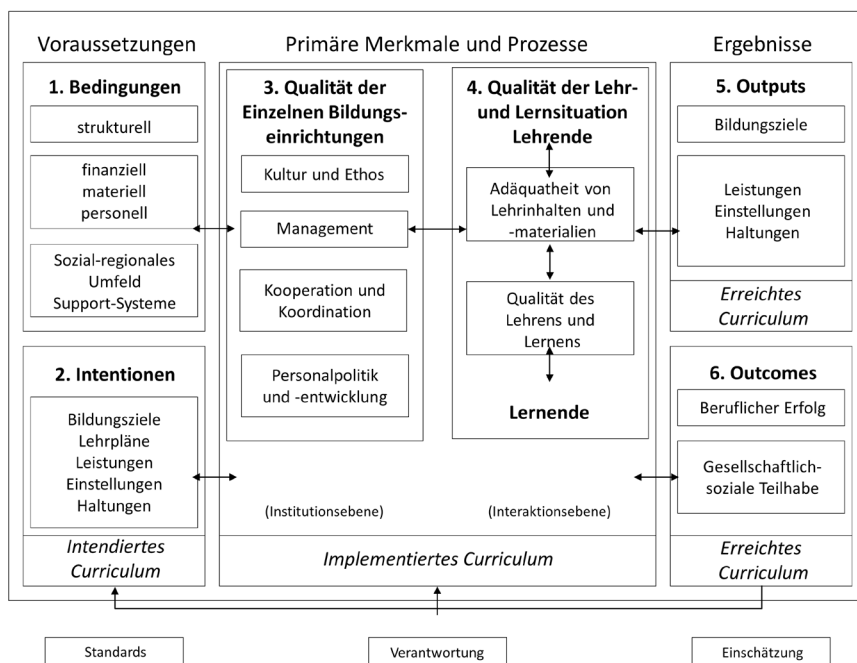 Voraussetzungen
1. Bedingungen
strukturell
finanziell
materiell
personell
Sozial-regionales
Umfeld
Support-Systeme
2. Intentionen
Bildungsziele
Lehrpläne
Leistungen
Einstellungen
Haltungen
Intendiertes
Curriculum
Primäre Merkmale und Prozesse
3. Qualität der
Einzelnen Bildungs-
einrichtungen
Kultur und Ethos
Management
Kooperation und
Koordination
Personalpolitik
und -entwicklung
(Institutionsebene)
4. Qualität der Lehr-
und Lernsituation
Lehrende
Adäquatheit von
Lehrinhalten und
-materialien
Qualität des
Lehrens und
Lernens
Lernende
(Interaktionsebene)
Implementiertes Curriculum
Ergebnisse
5. Outputs
Bildungsziele
Leistungen
Einstellungen
Haltungen
Erreichtes
Curriculum
6. Outcomes
Beruflicher Erfolg
Gesellschaftlich-
soziale Teilhabe
Erreichtes
Curriculum
Standards
Verantwortung
Einschätzung